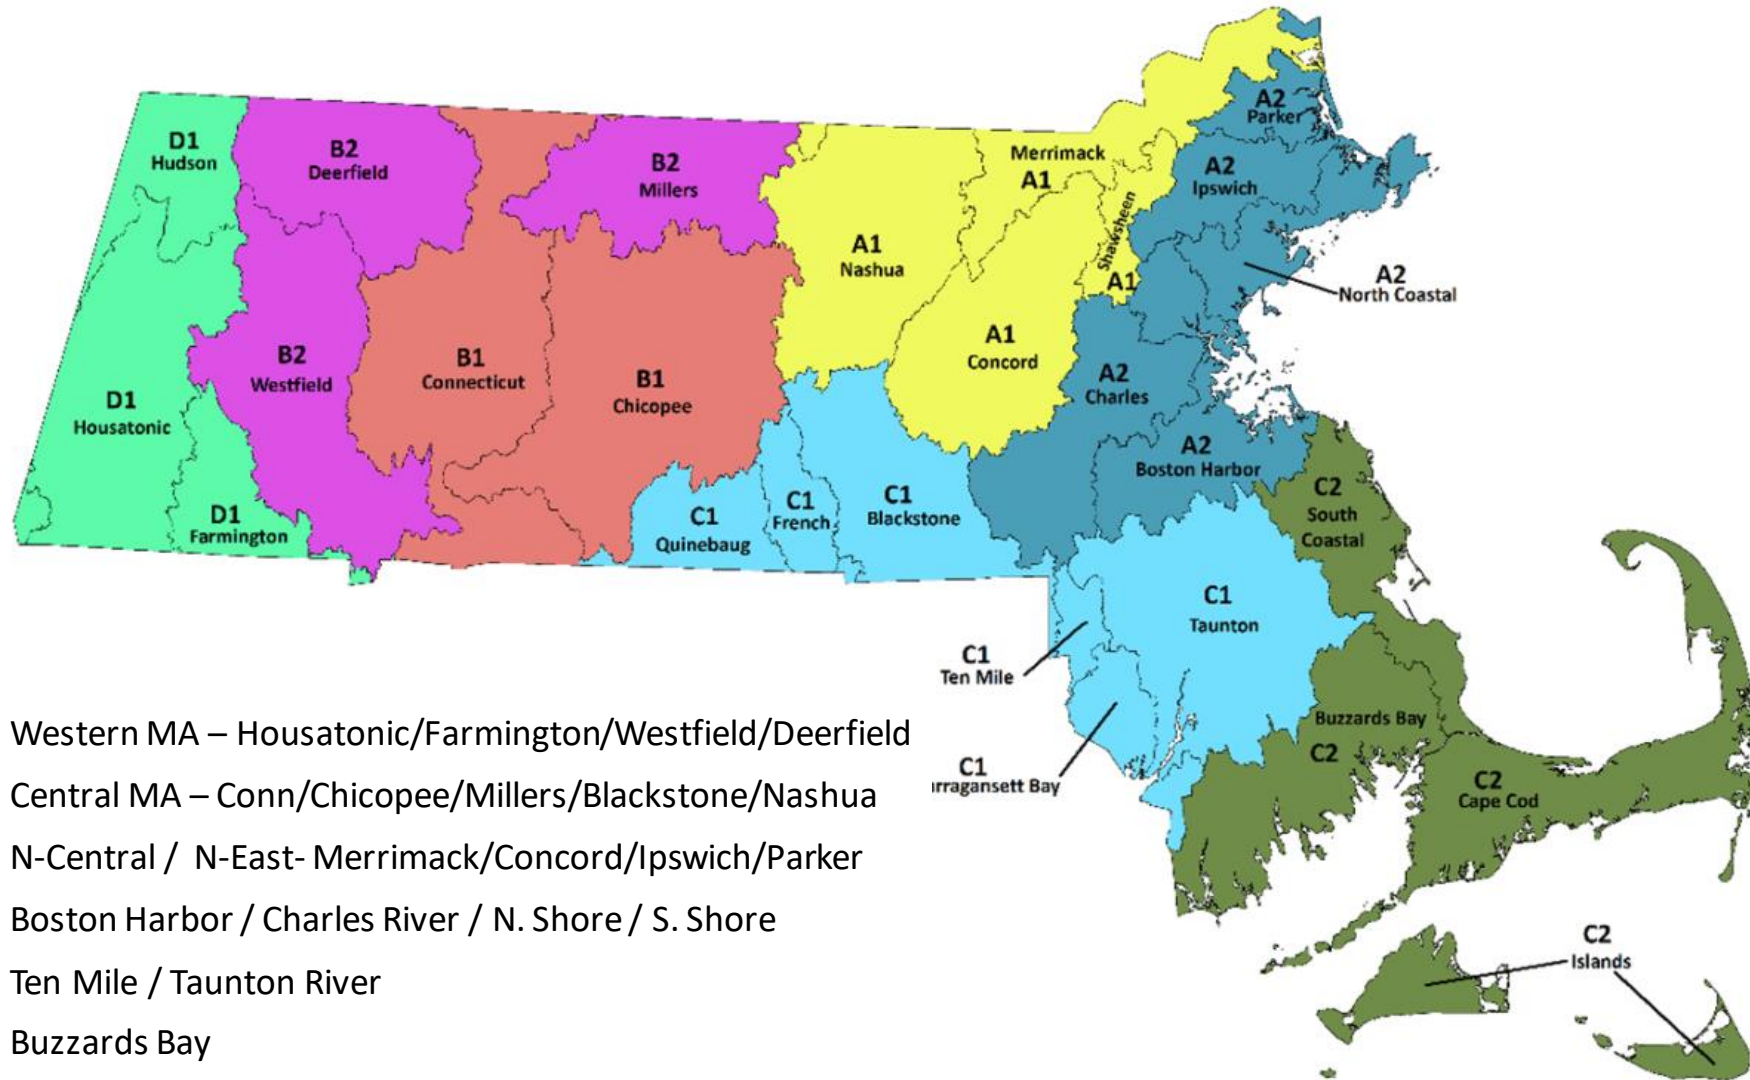 D1
Hudson
B2
Deerfield
B2
Millers
Merrimack
A1
Shawsheen
A1
A2
Parker
A2
Ipswich
A1
Nashua
A2
North Coastal
A1
Concord
B2
Westfield
B1
Connecticut
B1
Chicopee
A2
Charles
D1
Housatonic
A2
Boston Harbor
D1
Farmington
C1
Quinebaug
C1
French
C1
Blackstone
C2
South
Coastal
C1
Taunton
C1
Ten Mile
Buzzards Bay
C2
C1
rragansett Bay
C2
Cape Cod
C2
Islands
Western MA – Housatonic/Farmington/Westfield/Deerfield
Central MA – Conn/Chicopee/Millers/Blackstone/Nashua
N-Central / N-East- Merrimack/Concord/Ipswich/Parker
Boston Harbor / Charles River / N. Shore / S. Shore
Ten Mile / Taunton River
Buzzards Bay